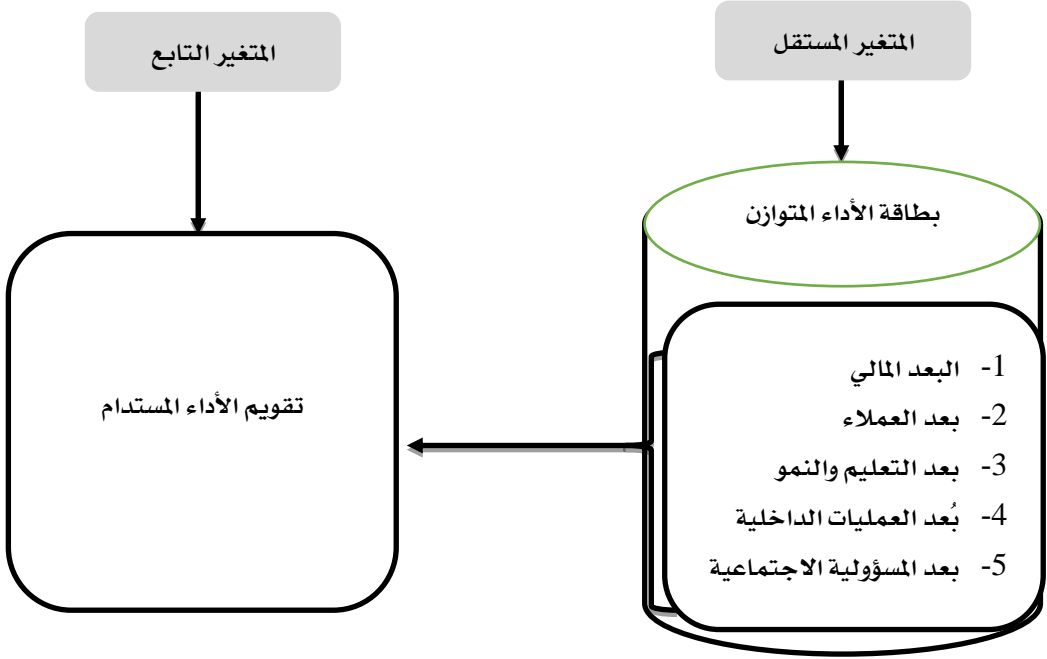 المتغير المستقل
المتغير التابع
بطاقة الأداء المتوازن
1- البعد المالي
2- بعد العملاء
3- بعد التعليم والنمو
4- بُعد العمليات الداخلية
5- بعد المسؤولية الاجتماعية
تقويم الأداء المستدام